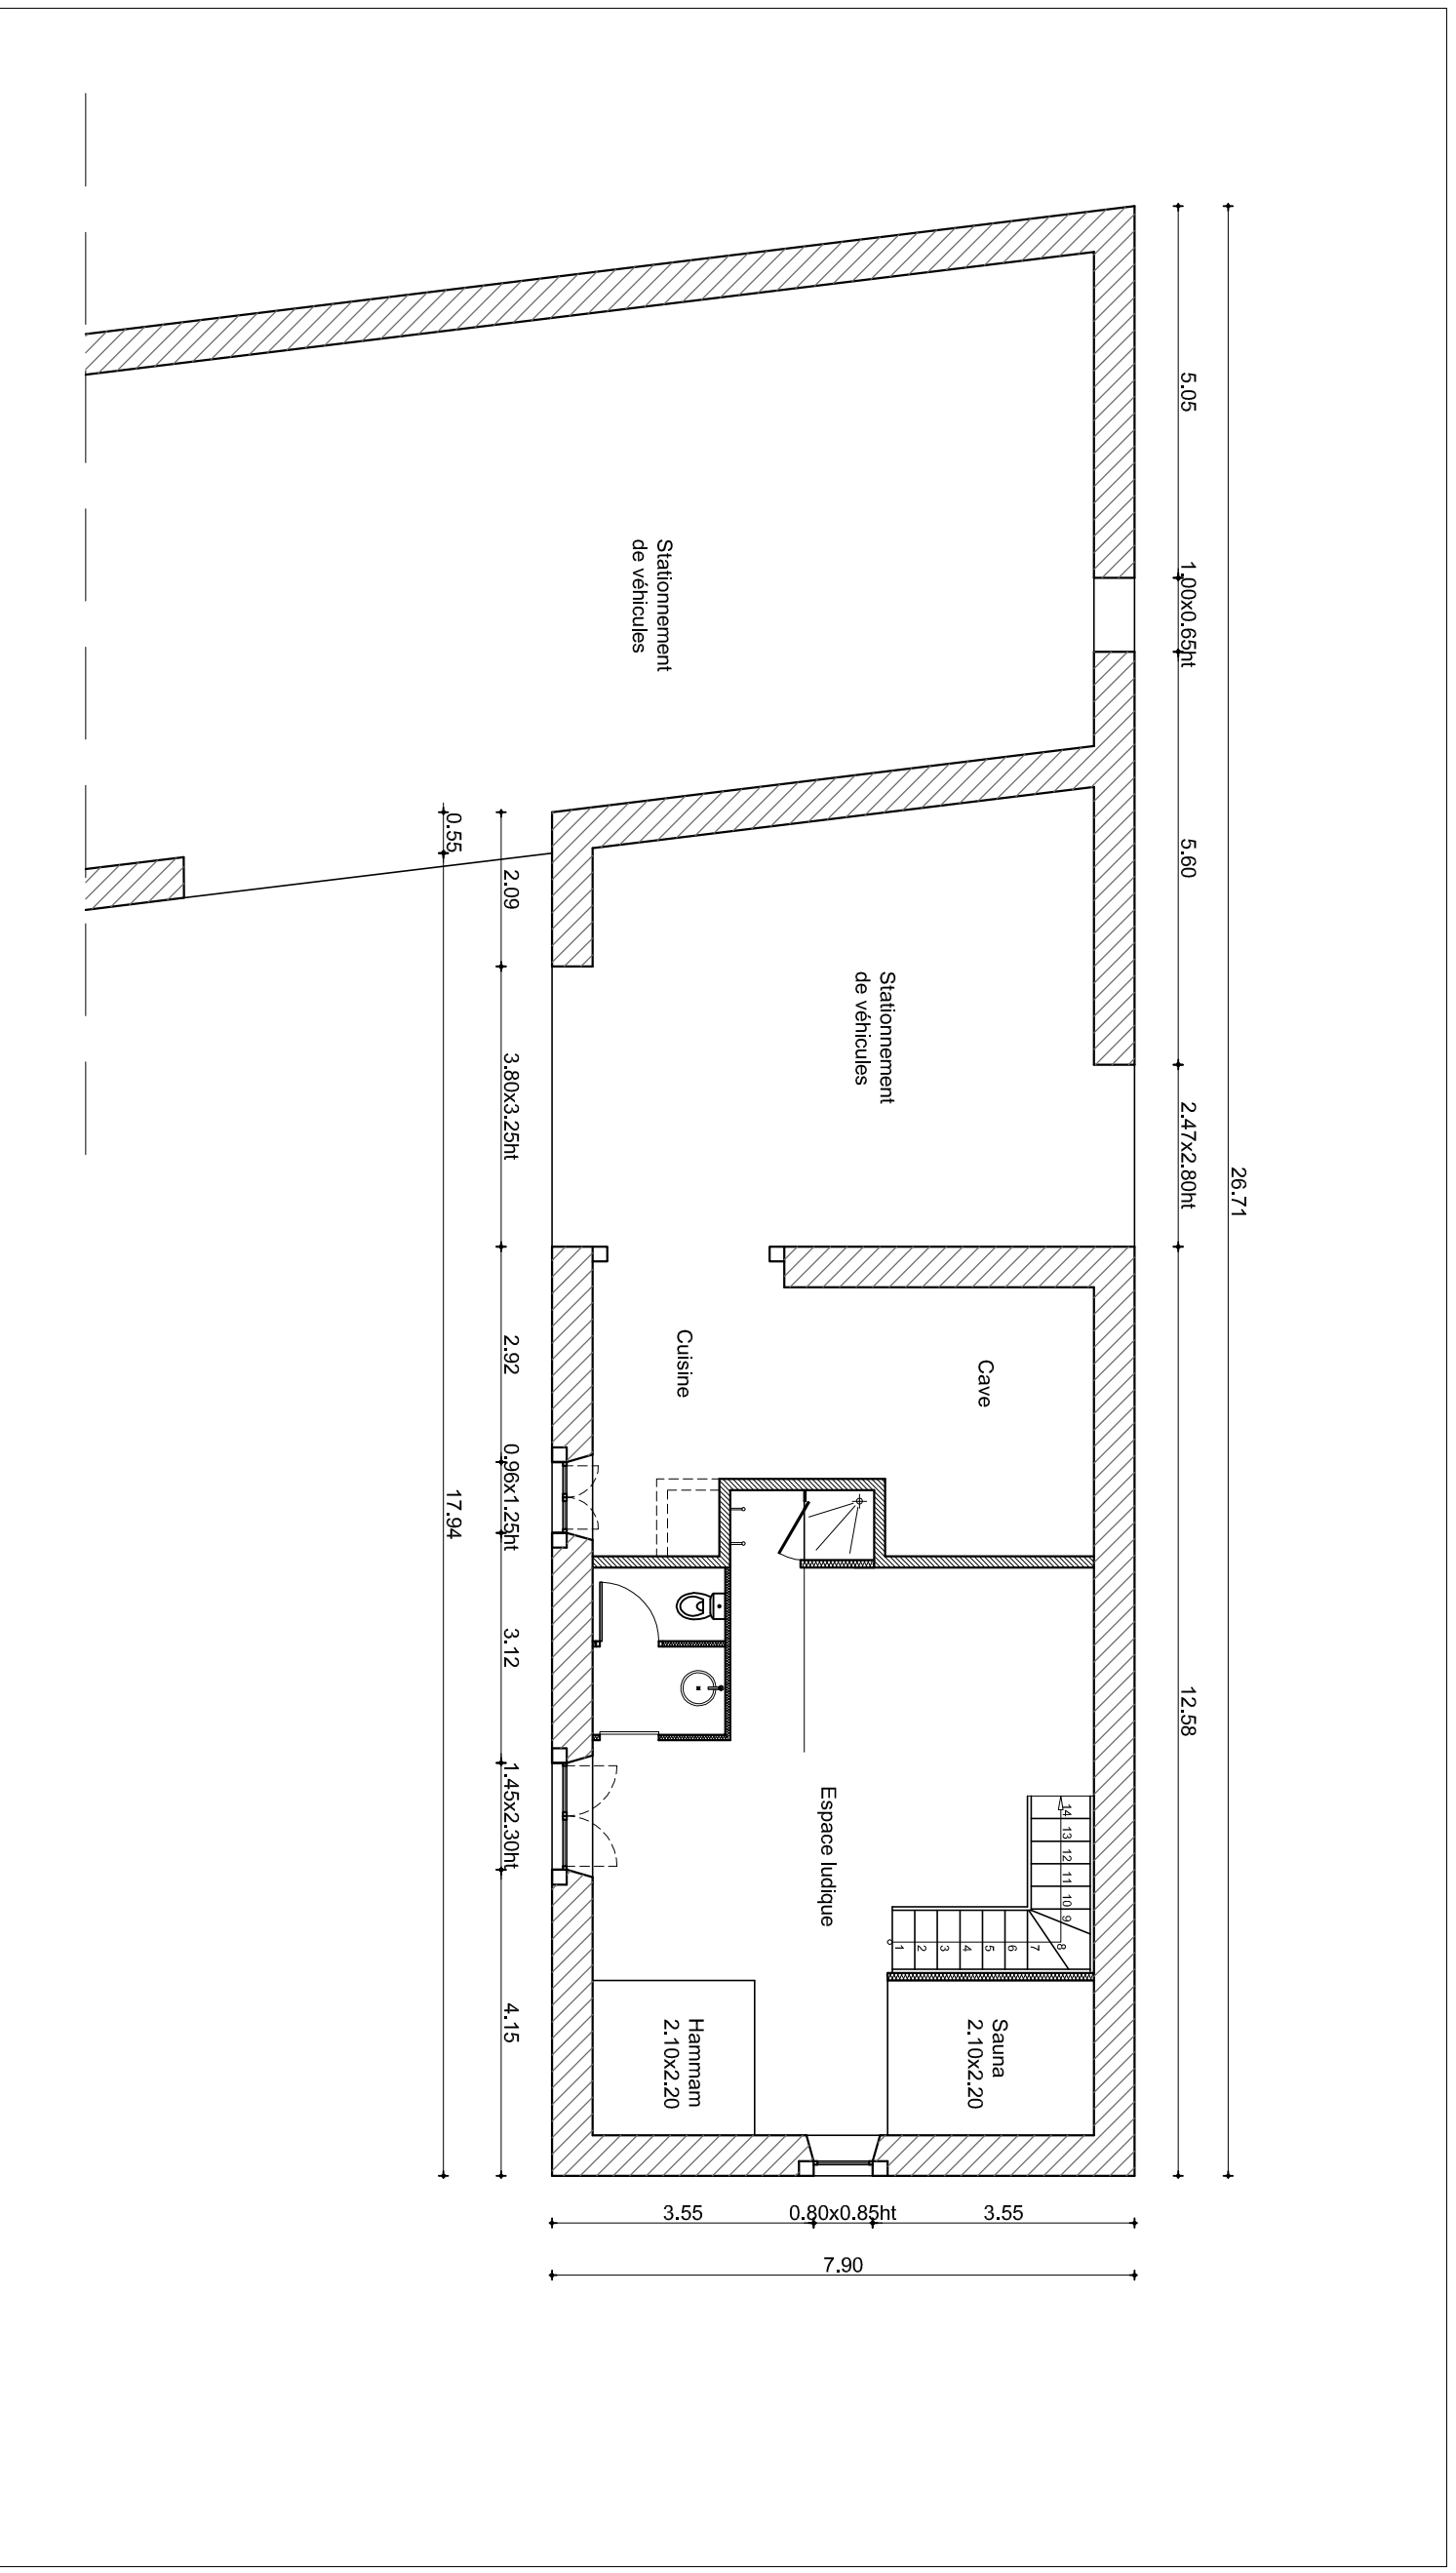 26.71
5.05
1.00x0.65ht
5.60
2.47x2.80ht
12.58
Stationnement
de véhicules
Stationnement
de véhicules
Cave
Cuisine
Espace ludique
14
13
12
11
10
9
8
7
6
5
4
3
2
1
Sauna
2.10x2.20
Hammam
2.10x2.20
2.09
3.80x3.25ht
2.92
0.96x1.25ht
3.12
1.45x2.30ht
4.15
0.55
17.94
3.55
0.80x0.85ht
3.55
7.90